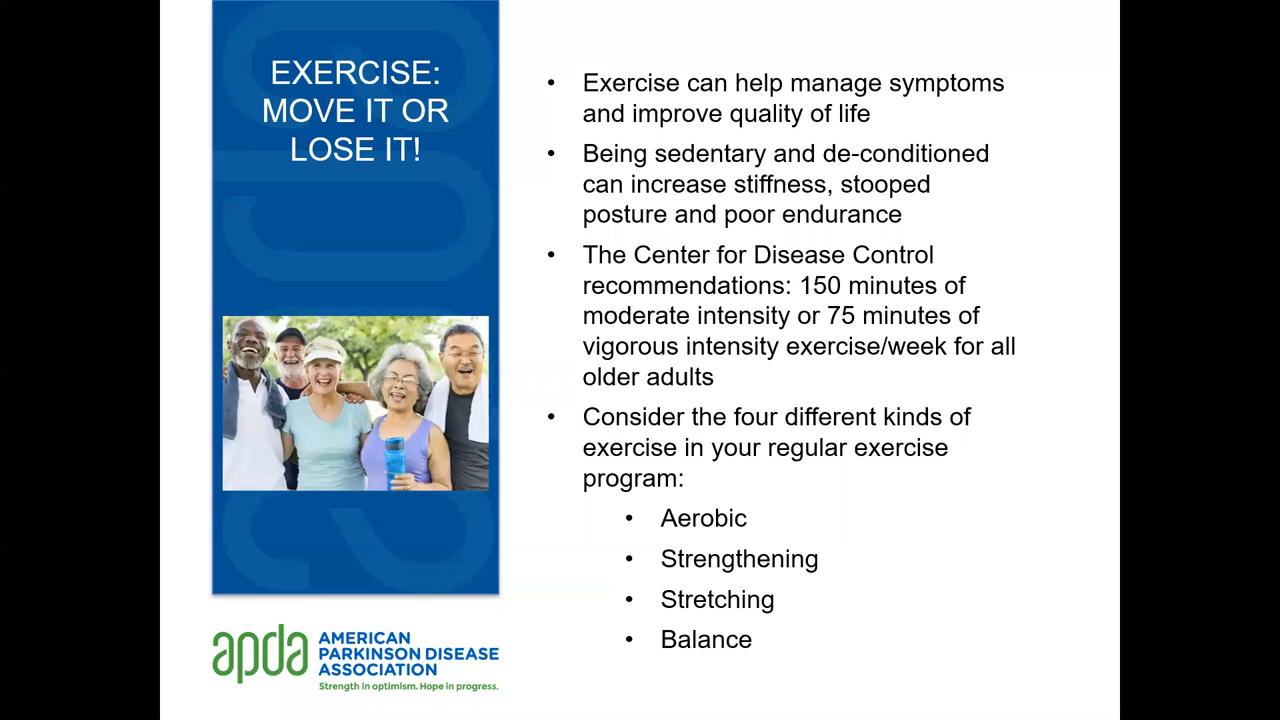 EXERCISE:
MOVE IT OR
LOSE IT!
• Exercise can help manage symptoms
and improve quality of life
• Being sedentary and de-conditioned
can increase stiffness, stooped
posture and poor endurance
• The Center for Disease Control
recommendations: 150 minutes of
moderate intensity or 75 minutes of
vigorous intensity exercise/week for all
older adults
• Consider the four different kinds of
exercise in your regular exercise
program:
• Aerobic
• Strengthening
• Stretching
• Balance
apda
AMERICAN
PARKINSON DISEASE
ASSOCIATION
Strength in optimism. Hope in progress.